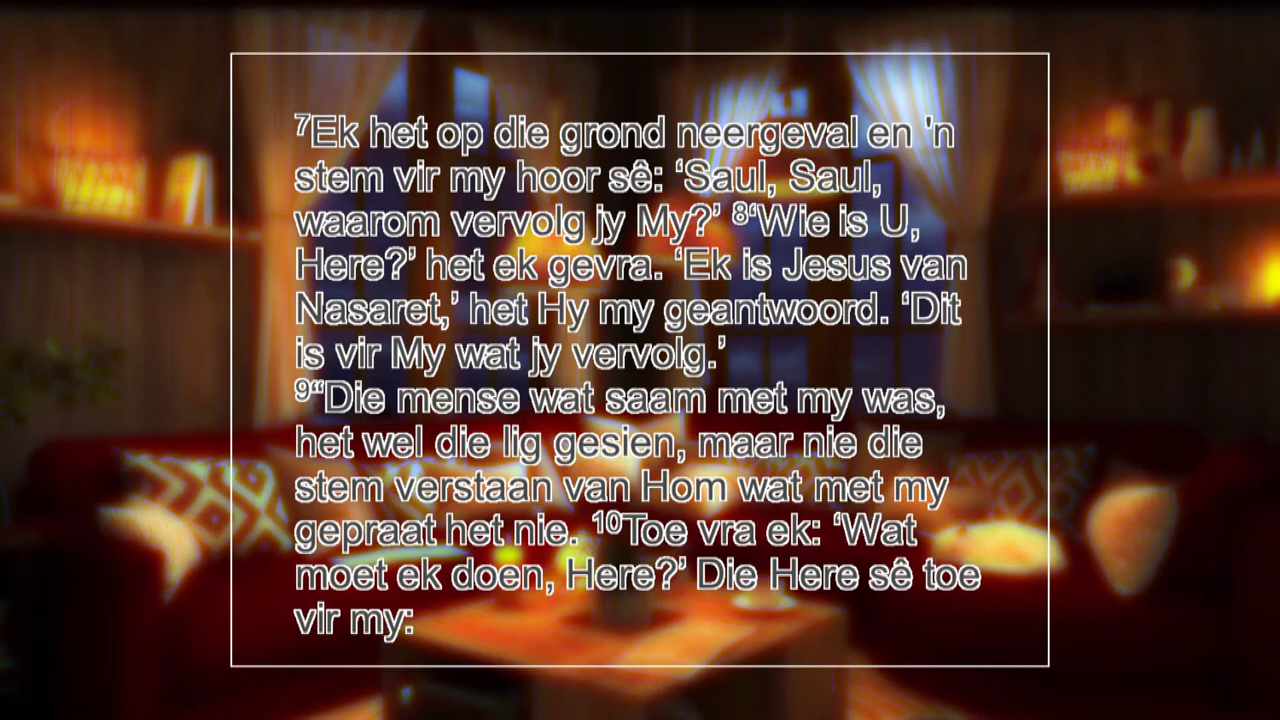 ⁷Ek het op die grond neergeval en 'n
stem vir my hoor sê: ‘Saul, Saul,
waarom vervolg jy My?’ ⁸‘Wie is U,
Here?’ het ek gevra. ‘Ek is Jesus van
Nasaret,’ het Hy my geantwoord. ‘Dit
is vir My wat jy vervolg.’
⁹“Die mense wat saam met my was,
het wel die lig gesien, maar nie die
stem verstaan van Hom wat met my
gepraat het nie. ¹⁰Toe vra ek: ‘Wat
moet ek doen, Here?’ Die Here sê toe
vir my: